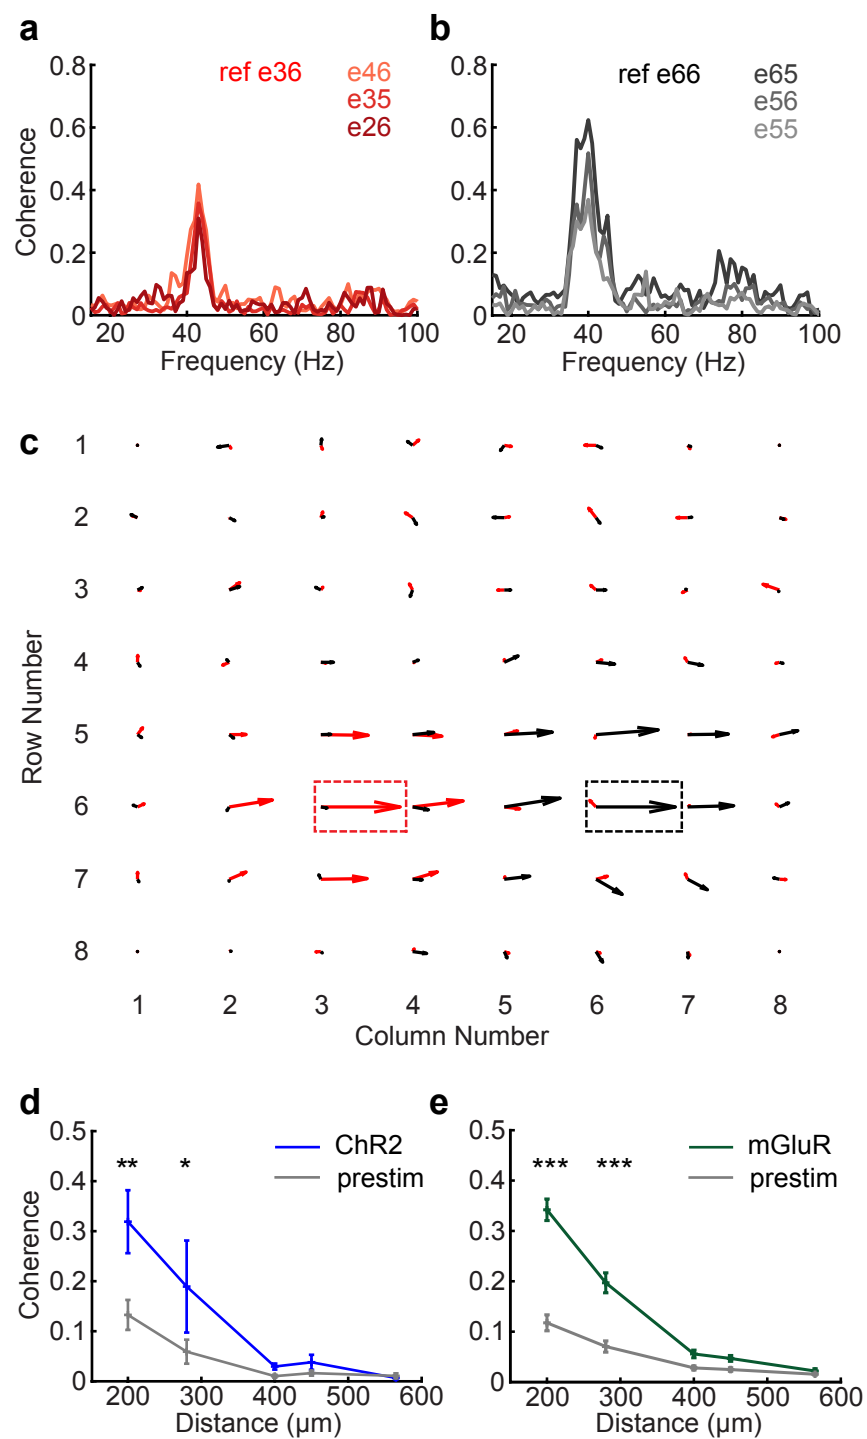 a
b
0.8
0.6
0.4
0.2
0
Coherence
ref e36
e46
e35
e26
20 40 60 80 100
Frequency (Hz)
0.8
0.6
0.4
0.2
0
ref e66
e65
e56
e55
20 40 60 80 100
Frequency (Hz)
c
Row Number
1
2
3
4
5
6
7
8
1 2 3 4 5 6 7 8
Column Number
d
e
0.5
0.4
0.3
0.2
0.1
0
Coherence
** *
ChR2
prestim
200 300 400 500 600
Distance (µm)
0.5
0.4
0.3
0.2
0.1
0
*** ***
mGluR
prestim
200 300 400 500 600
Distance (µm)